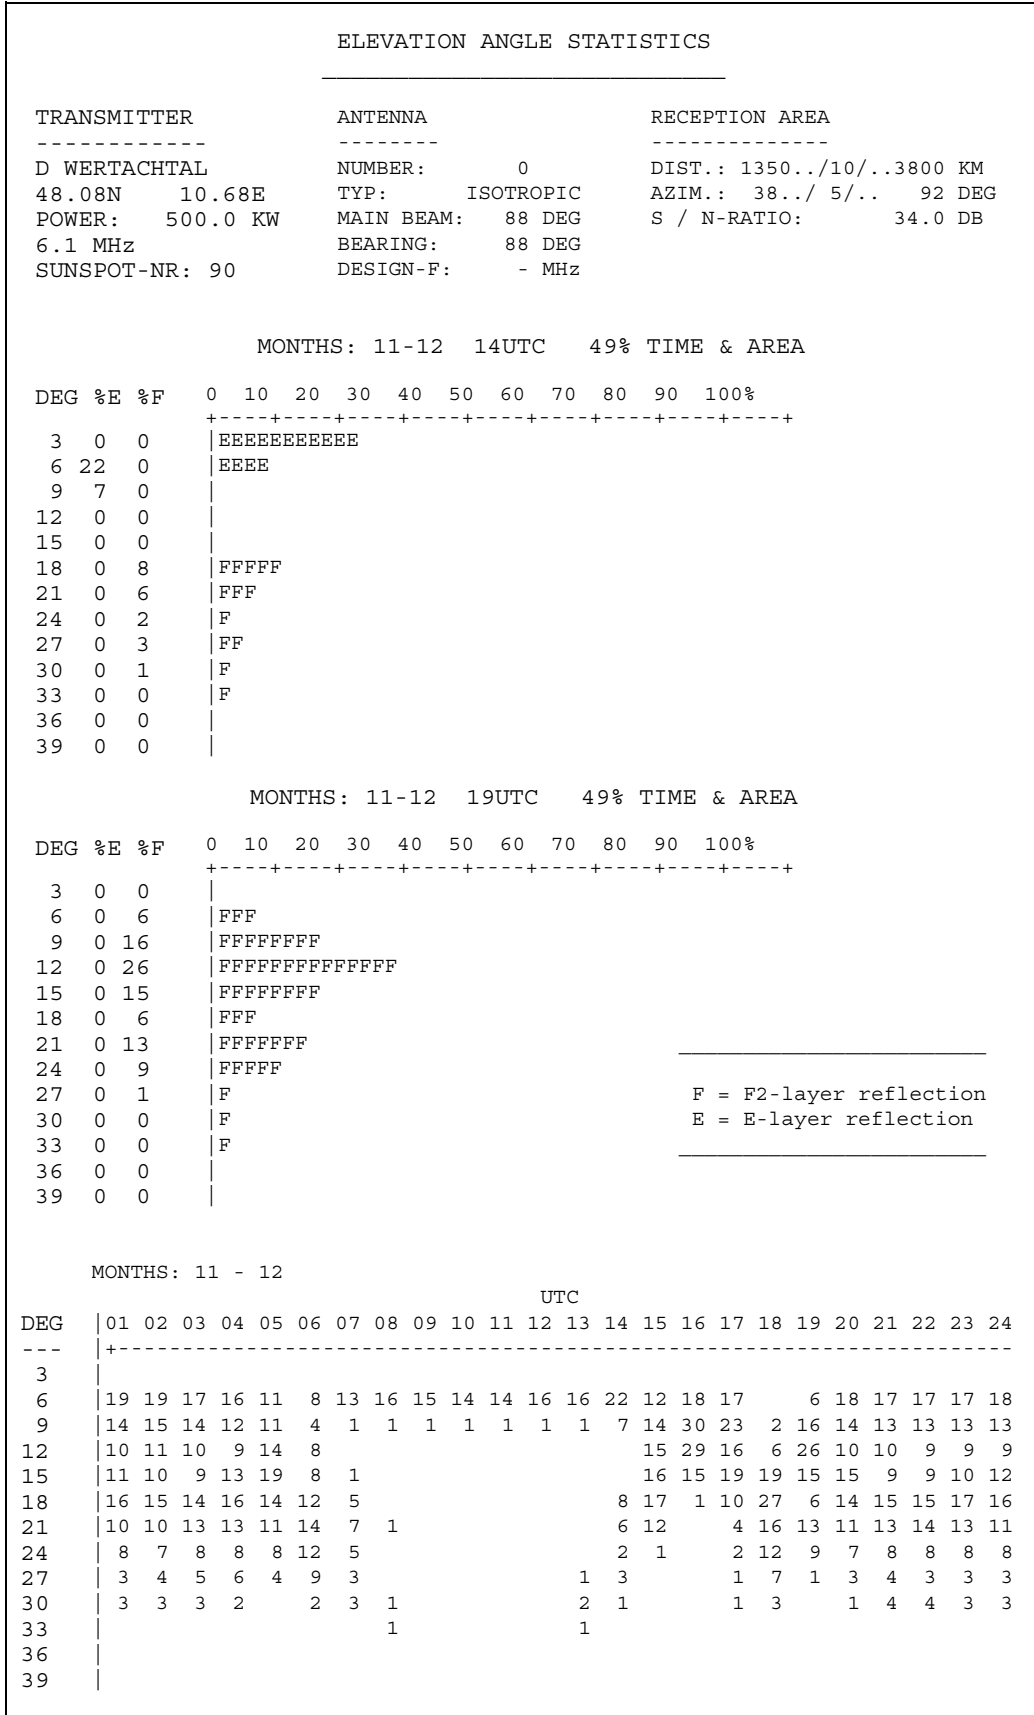 ELEVATION ANGLE STATISTICS
____________________________
TRANSMITTER          ANTENNA                  RECEPTION AREA
------------         --------                 --------------
D WERTACHTAL         NUMBER:       0          DIST.: 1350../10/..3800 KM
48.08N    10.68E     TYP:    ISOTROPIC        AZIM.:  38../ 5/..  92 DEG
POWER:   500.0 KW    MAIN BEAM:   88 DEG      S / N-RATIO:       34.0 DB
6.1 MHz              BEARING:     88 DEG
SUNSPOT-NR: 90       DESIGN-F:     - MHz
MONTHS: 11-12  14UTC   49% TIME & AREA
DEG %E %F   0  10  20  30  40  50  60  70  80  90  100%
+----+----+----+----+----+----+----+----+----+
 3  0  0   |EEEEEEEEEEE
 6 22  0   |EEEE
 9  7  0   |
12  0  0   |
15  0  0   |
18  0  8   |FFFFF
21  0  6   |FFF
24  0  2   |F
27  0  3   |FF
30  0  1   |F
33  0  0   |F
36  0  0   |
39  0  0   |
MONTHS: 11-12  19UTC   49% TIME & AREA
DEG %E %F   0  10  20  30  40  50  60  70  80  90  100%
+----+----+----+----+----+----+----+----+----+
 3  0  0   |
 6  0  6   |FFF
 9  0 16   |FFFFFFFF
12  0 26   |FFFFFFFFFFFFFF
15  0 15   |FFFFFFFF
18  0  6   |FFF
21  0 13   |FFFFFFF
24  0  9   |FFFFF
27  0  1   |F          F = F2-layer reflection
30  0  0   |F          E = E-layer reflection
33  0  0   |F
36  0  0   |
39  0  0   |
MONTHS: 11 - 12
UTC
DEG |01 02 03 04 05 06 07 08 09 10 11 12 13 14 15 16 17 18 19 20 21 22 23 24
--- |+----------------------------------------------------------------------
 3  |
 6  |19 19 17 16 11  8 13 16 15 14 14 16 16 22 12 18 17     6 18 17 17 17 18
 9  |14 15 14 12 11  4  1  1  1  1  1  1  1  7 14 30 23  2 16 14 13 13 13 13
12  |10 11 10  9 14  8                         15 29 16  6 26 10 10  9  9  9
15  |11 10  9 13 19  8  1                      16 15 19 19 15 15  9  9 10 12
18  |16 15 14 16 14 12  5                    8 17  1 10 27  6 14 15 15 17 16
21  |10 10 13 13 11 14  7  1                 6 12     4 16 13 11 13 14 13 11
24  | 8  7  8  8  8 12  5                    2  1     2 12  9  7  8  8  8  8
27  | 3  4  5  6  4  9  3                 1  3        1  7  1  3  4  3  3  3
30  | 3  3  3  2     2  3  1              2  1        1  3     1  4  4  3  3
33  |                      1              1
36  |
39  |